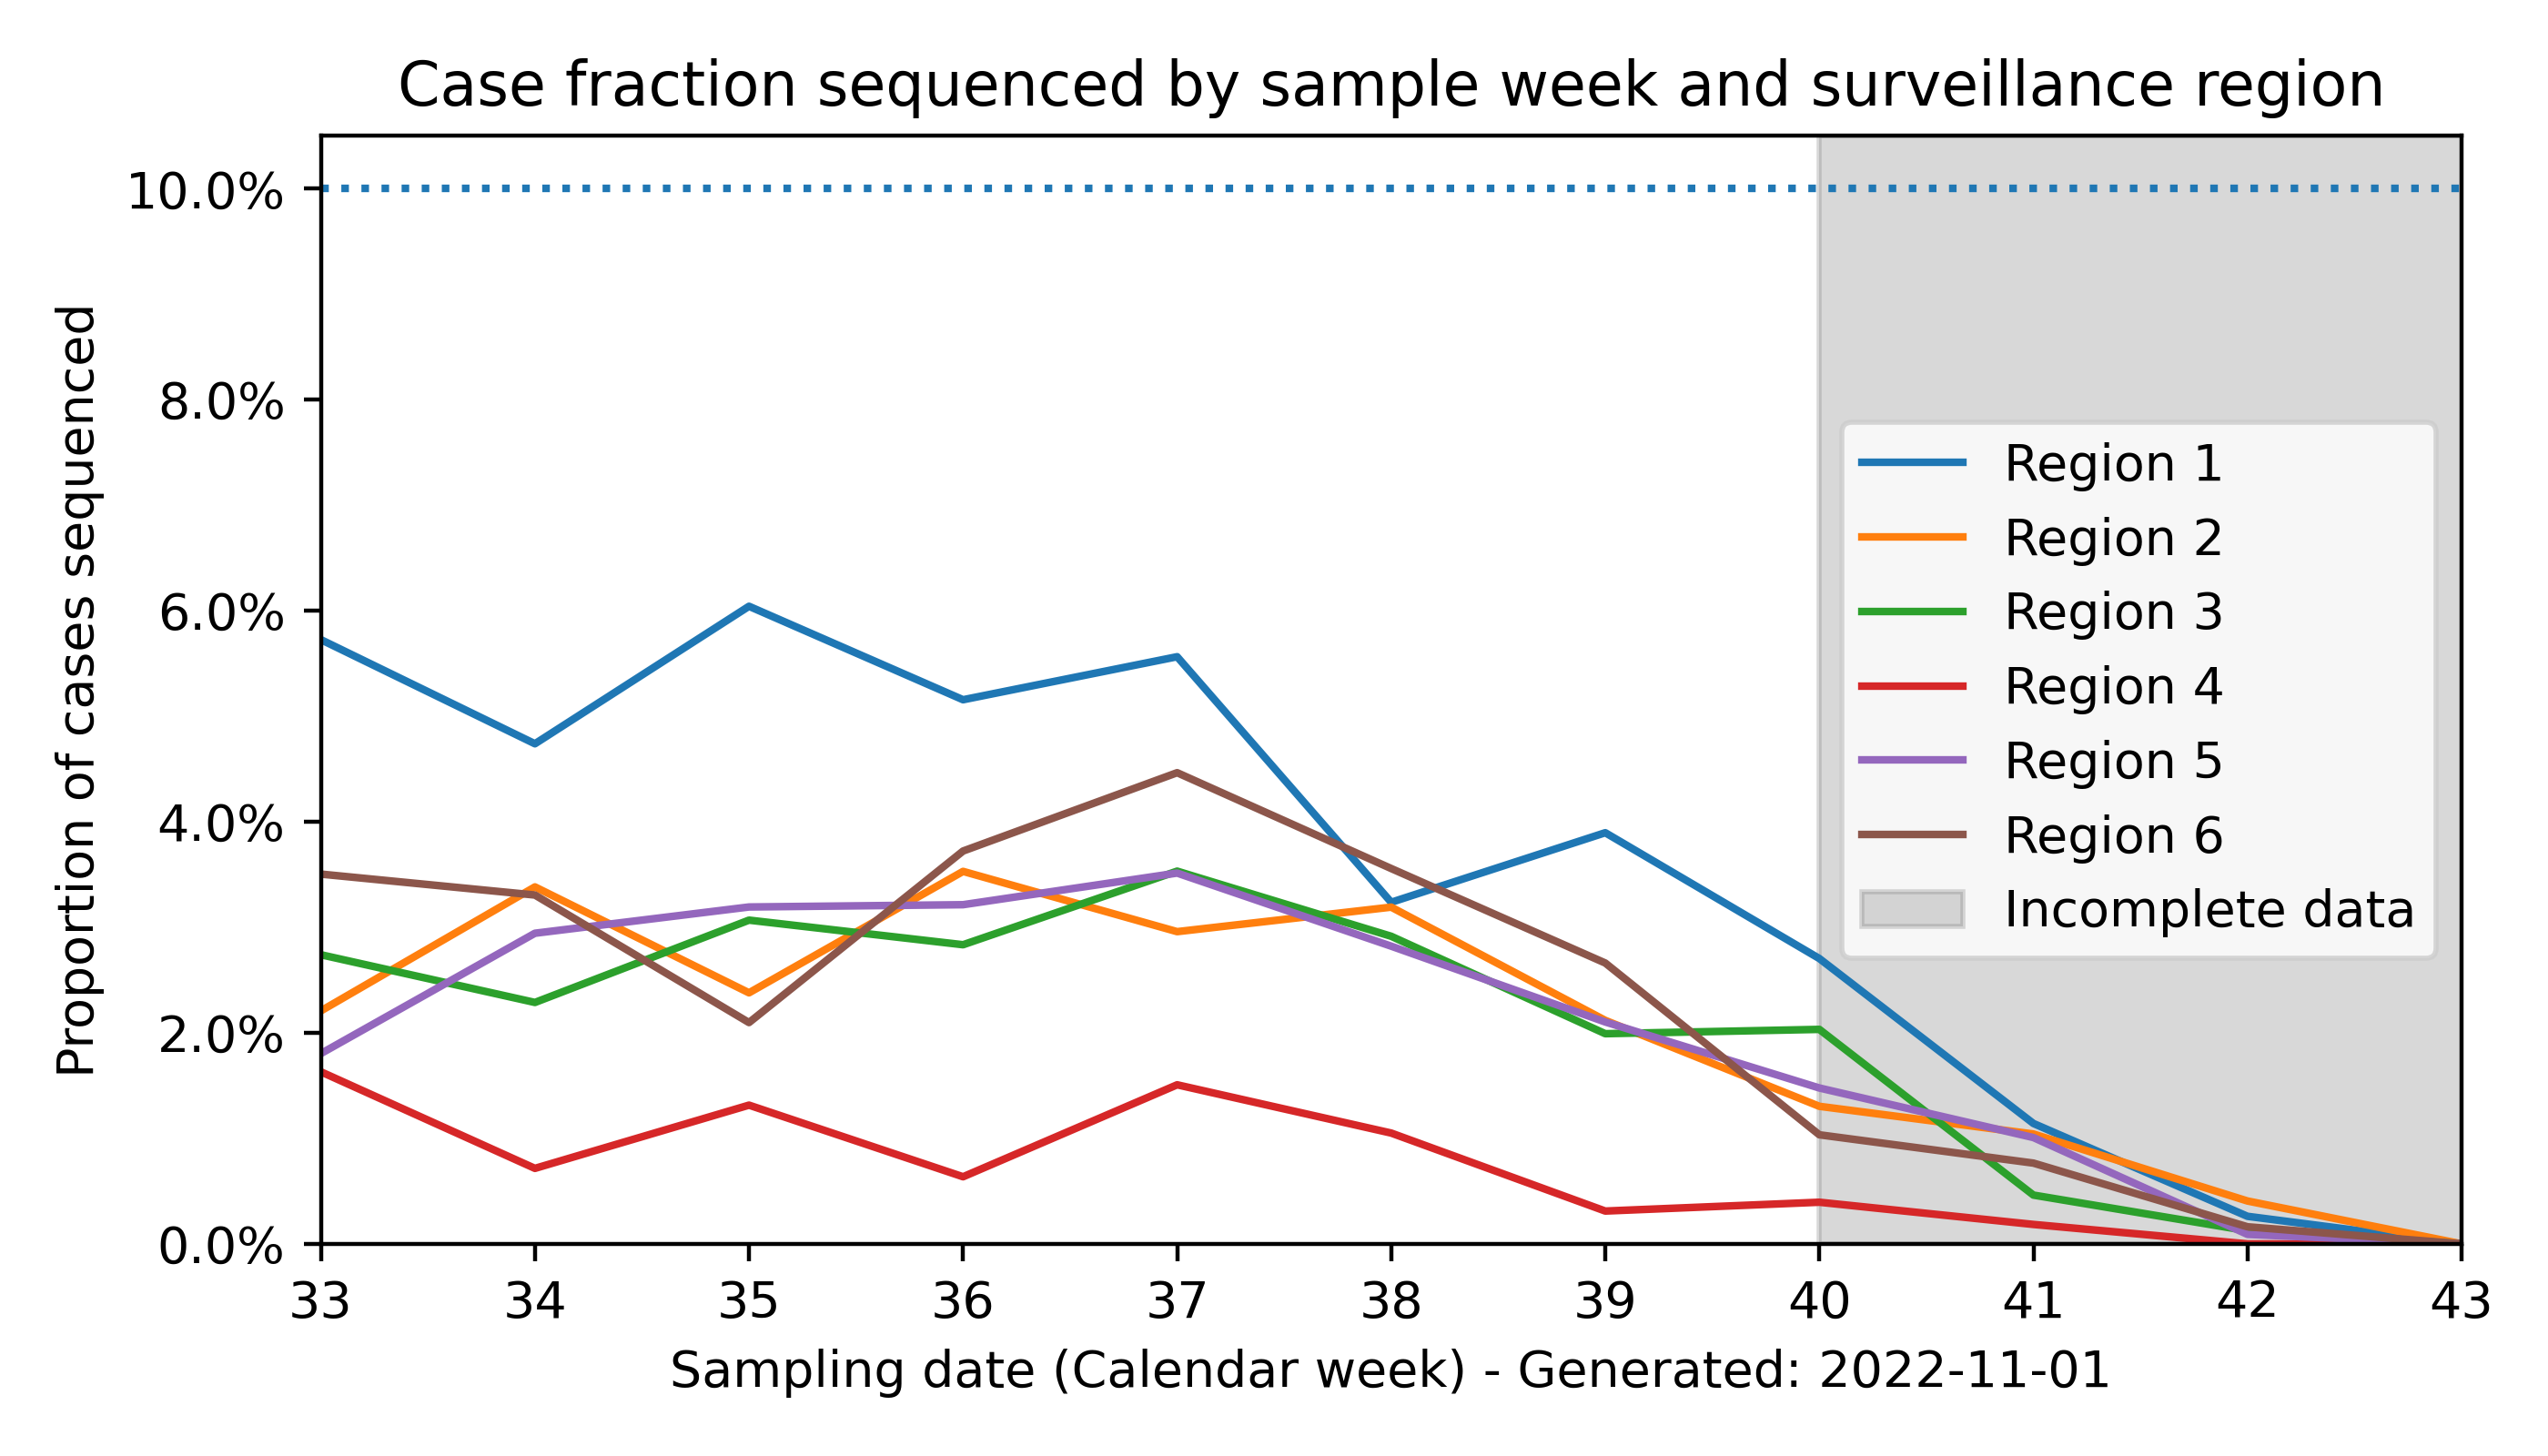 Case fraction sequenced by sample week and surveillance region
Proportion of cases sequenced
10.0%
8.0%
6.0%
4.0%
2.0%
0.0%
Region 1
Region 2
Region 3
Region 4
Region 5
Region 6
Incomplete data
33 34 35 36 37 38 39 40 41 42 43
Sampling date (Calendar week) - Generated: 2022-11-01